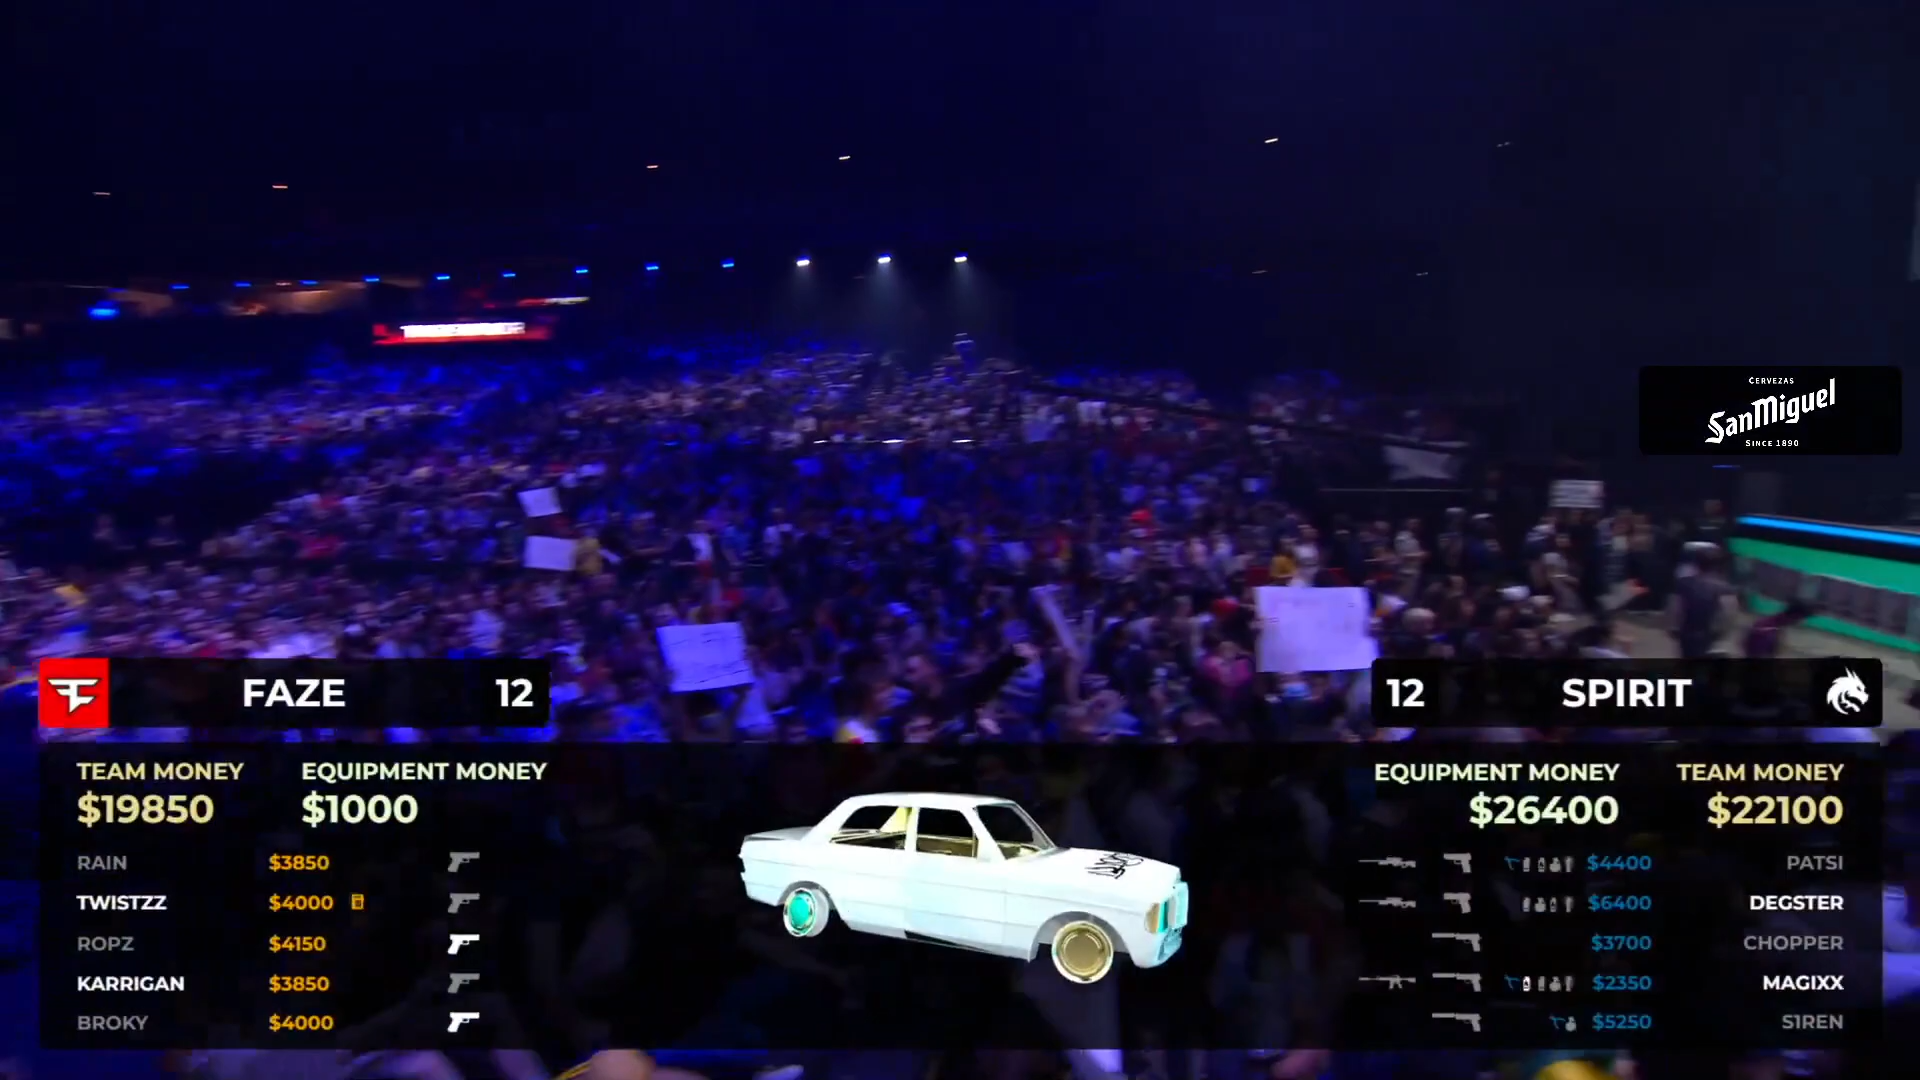 CERVEZAS
SanMiguel
SINCE 1890
FAZE 12
12 SPIRIT
TEAM MONEY EQUIPMENT MONEY
$19850 $1000
RAIN $3850
TWISTZZ $4000
ROPZ $4150
KARRIGAN $3850
BROKY $4000
EQUIPMENT MONEY TEAM MONEY
$26400 $22100
$4400 PATSI
$6400 DEGSTER
$3700 CHOPPER
$2350 MAGIXX
$5250 S1REN